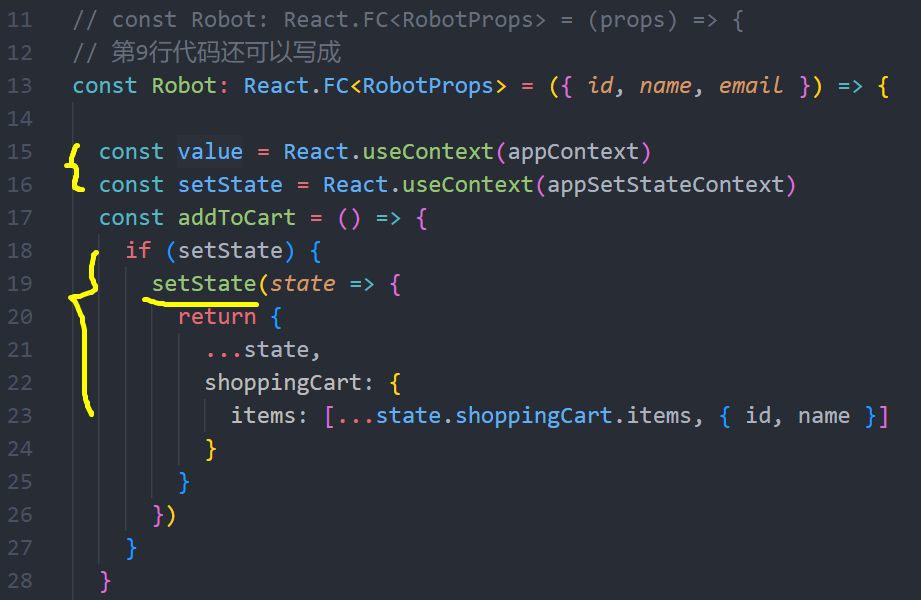 11 // const Robot: React.FC<RobotProps> = (props) => {
12 // 第9行代码还可以写成
13 const Robot: React.FC<RobotProps> = ({ id, name, email }) => {
14
15 const value = React.useContext(appContext)
16 const setState = React.useContext(appSetStateContext)
17 const addToCart = () => {
18 if (setState) {
19 setState(state => {
20 return {
21 ...state,
22 shoppingCart: {
23 items: [...state.shoppingCart.items, { id, name }]
24 }
25 }
26 })
27 }
28 }